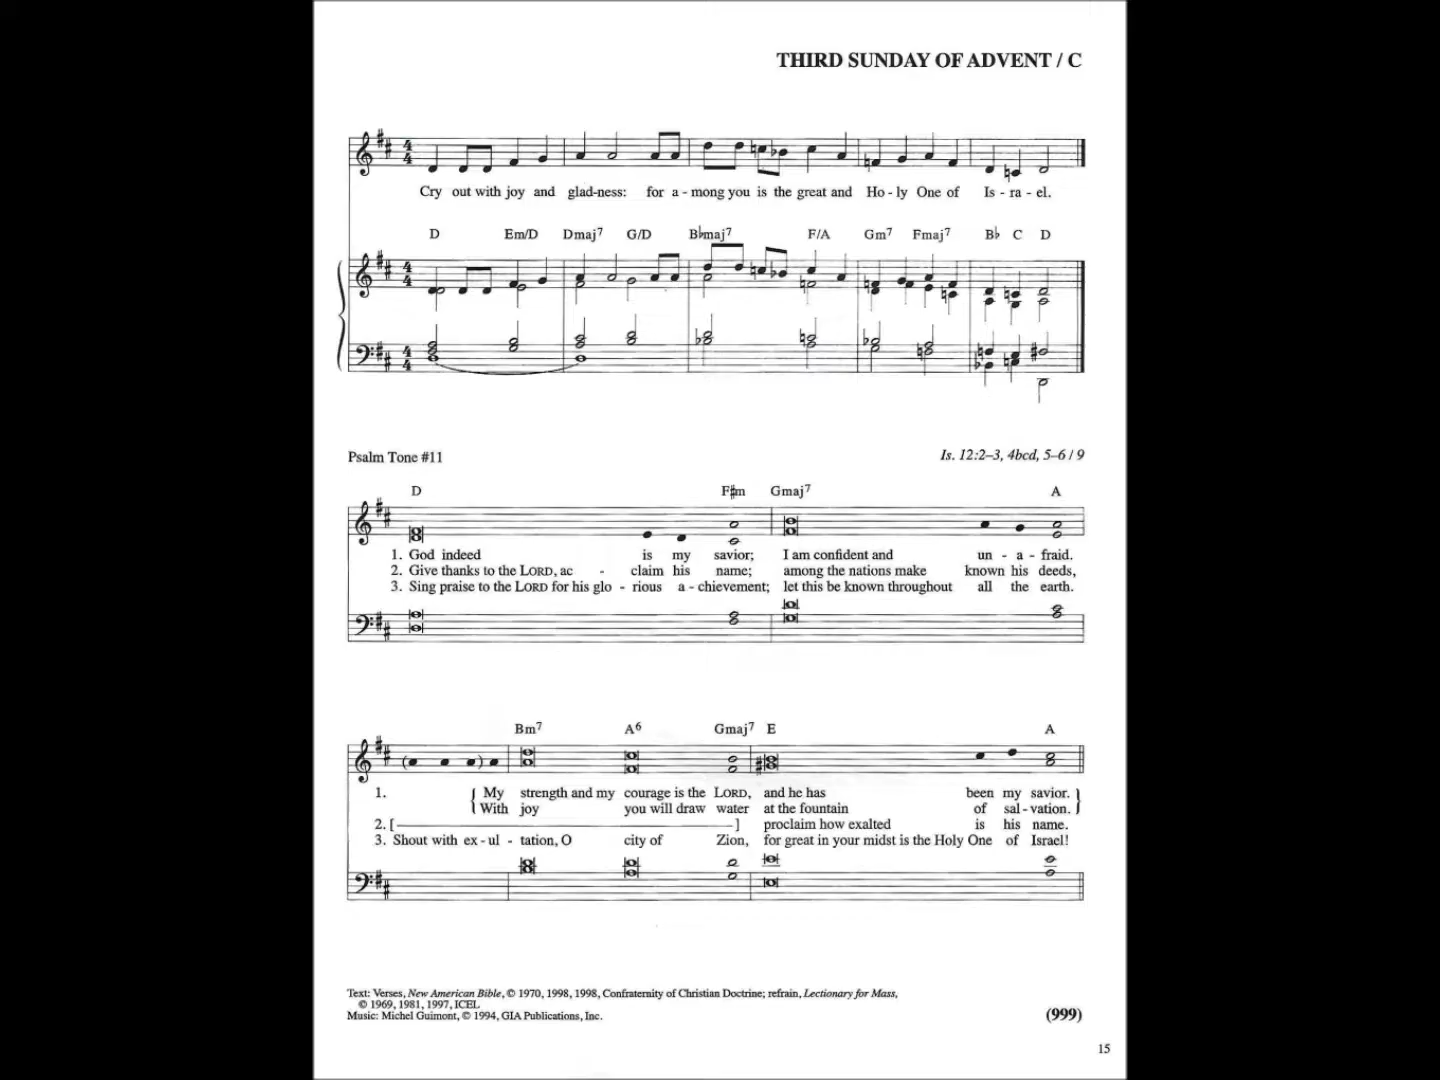 THIRD SUNDAY OF ADVENT / C
Cry out with joy and glad-ness: for a - mong you is the great and Ho - ly One of Is - ra - el.
D Em/D Dmaj7 G/D B♭maj7 F/A Gm7 Fmaj7 B♭ C D
Psalm Tone #11
Is. 12:2–3, 4bcd, 5–6 / 9
D F♯m Gmaj7 A
1. God indeed is my savior; I am confident and un - a - fraid.
2. Give thanks to the LORD, ac - claim his name; among the nations make known his deeds,
3. Sing praise to the LORD for his glo - rious a - chievement; let this be known throughout all the earth.
Bm7 A6 Gmaj7 E A
1. { My strength and my courage is the LORD, and he has been my savior. }
{ With joy you will draw water at the fountain of sal - vation. }
2. [ ] proclaim how exalted is his name.
3. Shout with ex - ul - tation, O city of Zion, for great in your midst is the Holy One of Israel!
Text: Verses, New American Bible, © 1970, 1998, 1998, Confraternity of Christian Doctrine; refrain, Lectionary for Mass,
© 1969, 1981, 1997, ICEL
Music: Michel Guimont, © 1994, GIA Publications, Inc.
(999)
15